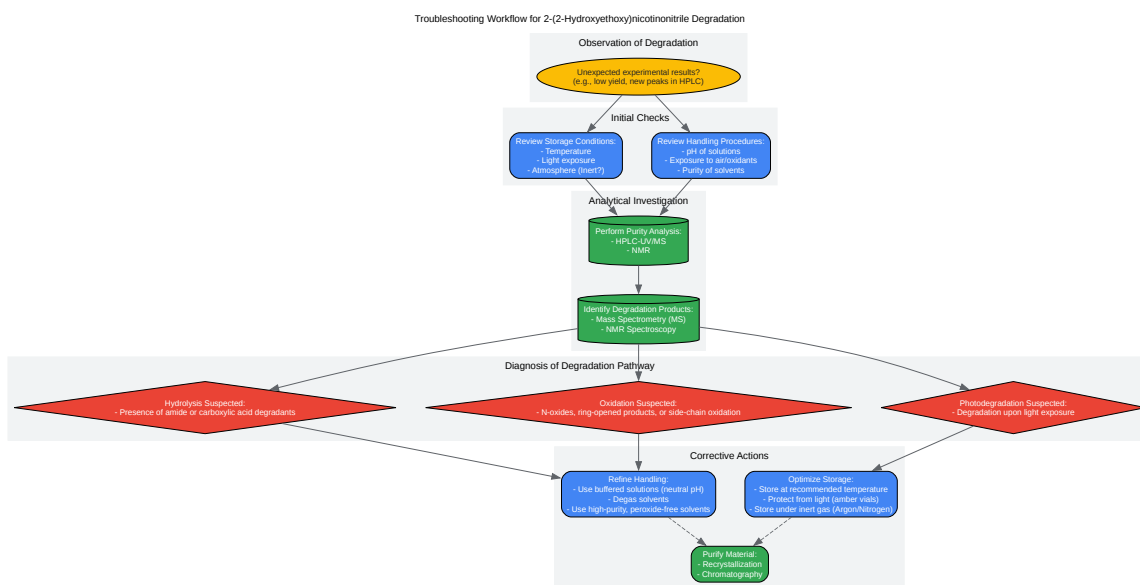 Troubleshooting Workflow for 2-(2-Hydroxyethoxy)nicotinonitrile Degradation
Observation of Degradation
Unexpected experimental results?
(e.g., low yield, new peaks in HPLC)
Initial Checks
Review Storage Conditions:
- Temperature
- Light exposure
- Atmosphere (Inert?)
Review Handling Procedures:
- pH of solutions
- Exposure to air/oxidants
- Purity of solvents
Analytical Investigation
Perform Purity Analysis:
- HPLC-UV/MS
- NMR
Identify Degradation Products:
- Mass Spectrometry (MS)
- NMR Spectroscopy
Diagnosis of Degradation Pathway
Hydrolysis Suspected:
- Presence of amide or carboxylic acid degradants
Oxidation Suspected:
- N-oxides, ring-opened products, or side-chain oxidation
Photodegradation Suspected:
- Degradation upon light exposure
Corrective Actions
Refine Handling:
- Use buffered solutions (neutral pH)
- Degas solvents
- Use high-purity, peroxide-free solvents
Optimize Storage:
- Store at recommended temperature
- Protect from light (amber vials)
- Store under inert gas (Argon/Nitrogen)
Purify Material:
- Recrystallization
- Chromatography